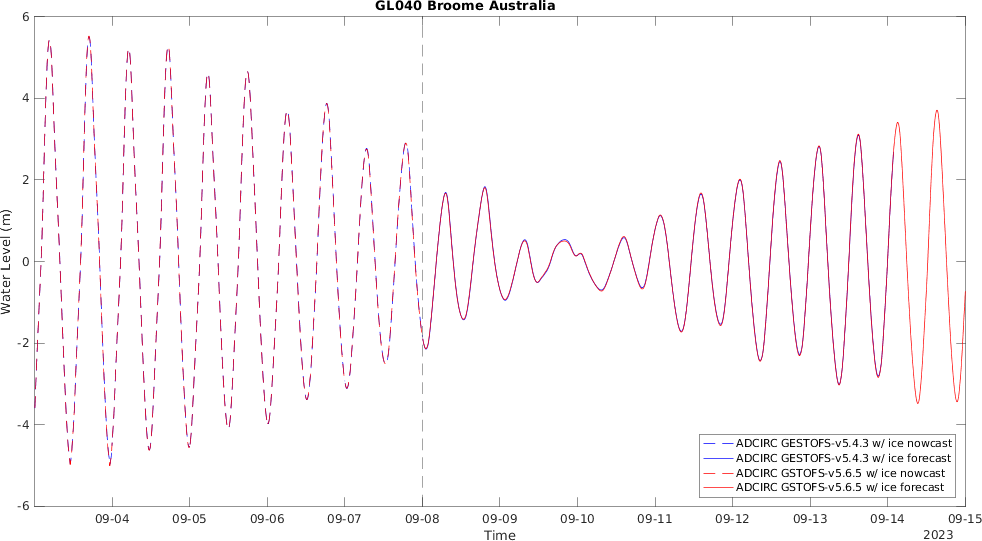 GL040 Broome Australia
6
4
2
0
-2
-4
-6
Water Level (m)
ADCIRC GESTOFS-v5.4.3 w/ ice nowcast
ADCIRC GESTOFS-v5.4.3 w/ ice forecast
ADCIRC GSTOFS-v5.6.5 w/ ice nowcast
ADCIRC GSTOFS-v5.6.5 w/ ice forecast
09-04 09-05 09-06 09-07 09-08 09-09 09-10 09-11 09-12 09-13 09-14 09-15
Time
2023